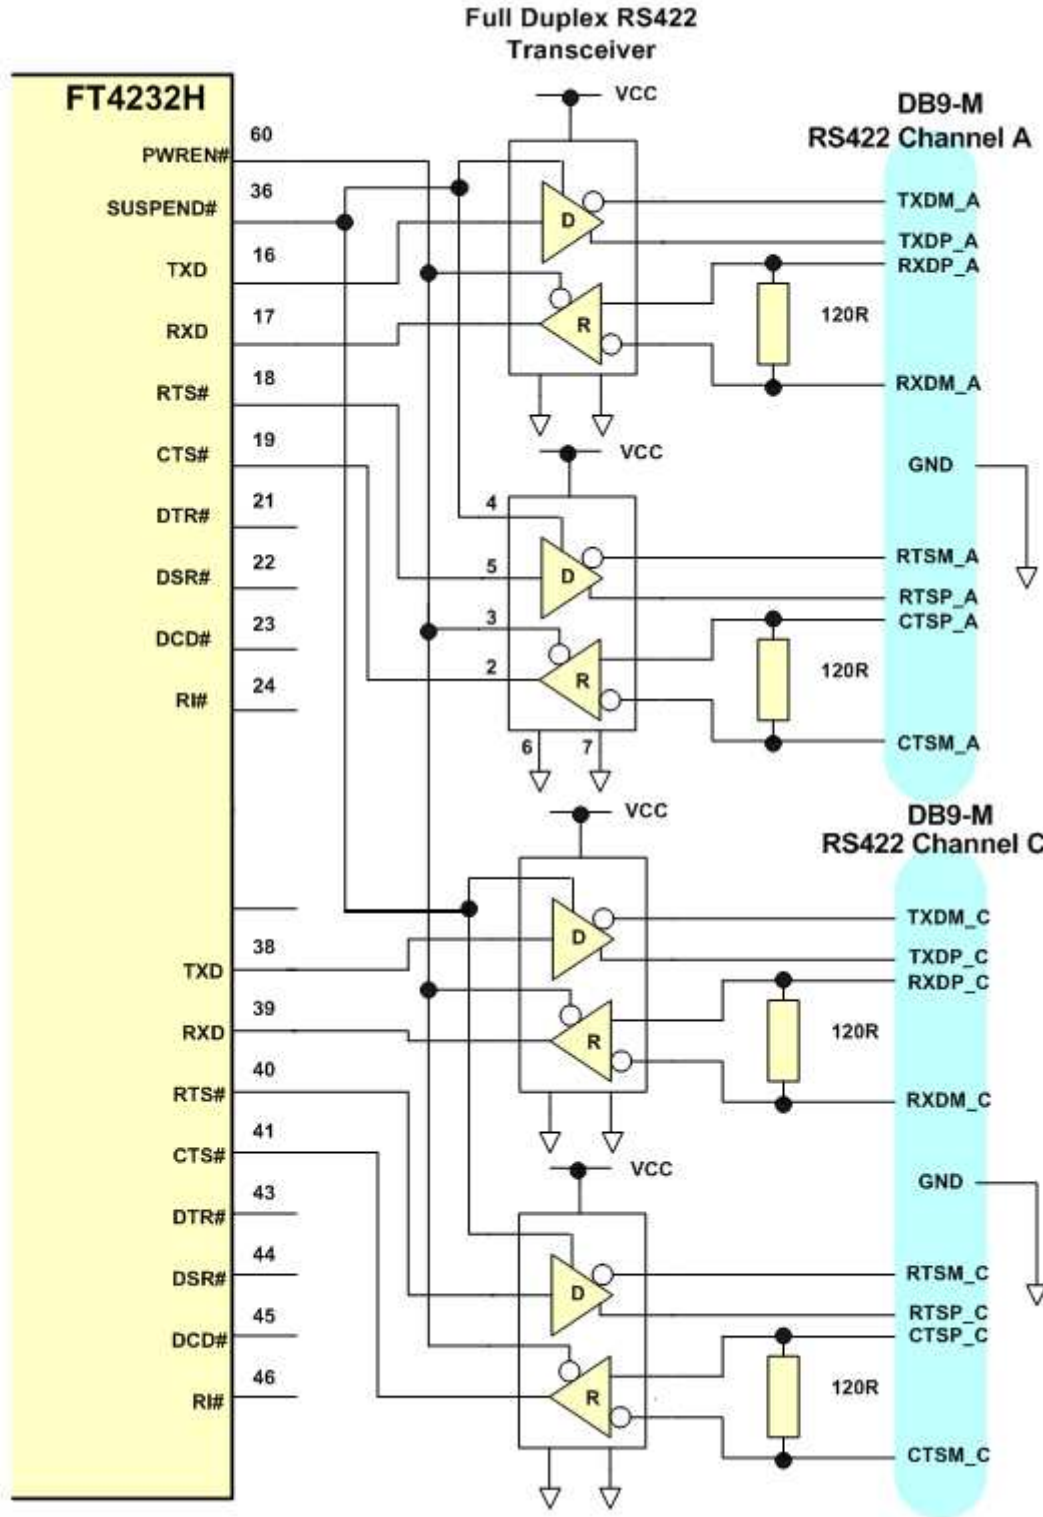 Full Duplex RS422
Transceiver
FT4232H
VCC
DB9-M
RS422 Channel A
60
PWREN#
36
SUSPEND#
16
TXD
17
RXD
18
RTS#
19
CTS#
21
DTR#
22
DSR#
23
DCD#
24
RI#
D
R
TXDM_A
TXDP_A
RXDP_A
120R
RXDM_A
VCC
GND
4
5
3
2
6
7
D
R
RTSM_A
RTSP_A
CTSP_A
120R
CTSM_A
VCC
DB9-M
RS422 Channel C
38
TXD
39
RXD
40
RTS#
41
CTS#
43
DTR#
44
DSR#
45
DCD#
46
RI#
D
R
TXDM_C
TXDP_C
RXDP_C
120R
RXDM_C
VCC
GND
D
R
RTSM_C
RTSP_C
CTSP_C
120R
CTSM_C